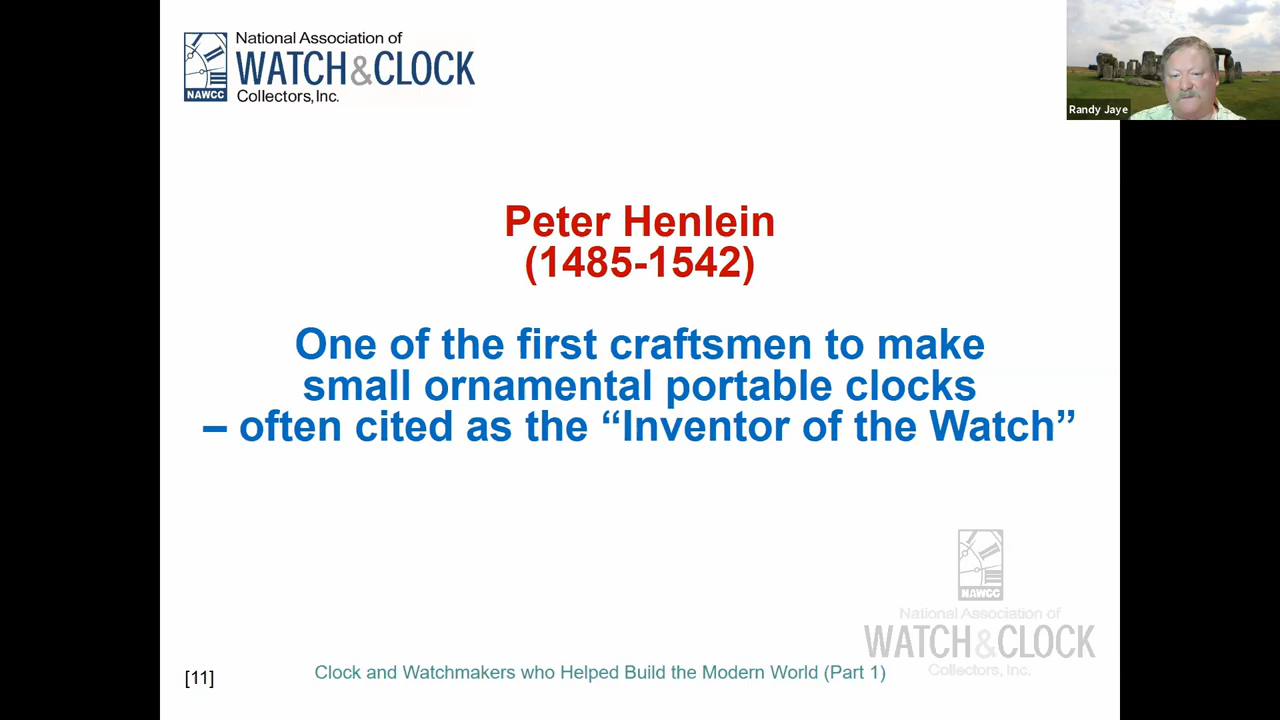 National Association of
WATCH&CLOCK
Collectors, Inc.
NAWCC
Randy Jaye
Peter Henlein
(1485-1542)
One of the first craftsmen to make
small ornamental portable clocks
– often cited as the “Inventor of the Watch”
NAWCC
National Association of
WATCH&CLOCK
Collectors, Inc.
[11]
Clock and Watchmakers who Helped Build the Modern World (Part 1)